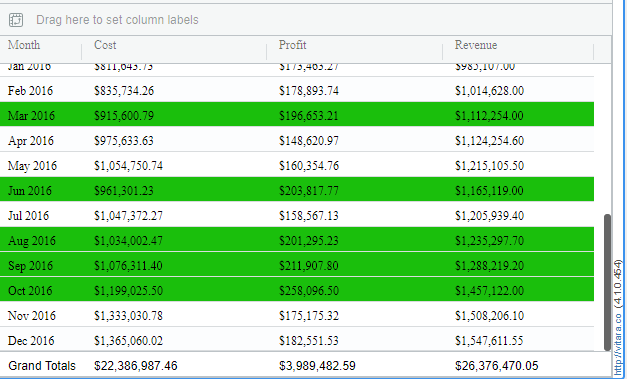 Drag here to set column labels
Month Cost Profit Revenue
Jan 2016 $811,643.73 $173,463.27 $985,107.00
Feb 2016 $835,734.26 $178,893.74 $1,014,628.00
Mar 2016 $915,600.79 $196,653.21 $1,112,254.00
Apr 2016 $975,633.63 $148,620.97 $1,124,254.60
May 2016 $1,054,750.74 $160,354.76 $1,215,105.50
Jun 2016 $961,301.23 $203,817.77 $1,165,119.00
Jul 2016 $1,047,372.27 $158,567.13 $1,205,939.40
Aug 2016 $1,034,002.47 $201,295.23 $1,235,297.70
Sep 2016 $1,076,311.40 $211,907.80 $1,288,219.20
Oct 2016 $1,199,025.50 $258,096.50 $1,457,122.00
Nov 2016 $1,333,030.78 $175,175.32 $1,508,206.10
Dec 2016 $1,365,060.02 $182,551.53 $1,547,611.55
Grand Totals $22,386,987.46 $3,989,482.59 $26,376,470.05
http://vitara.co (4.1.0.454)